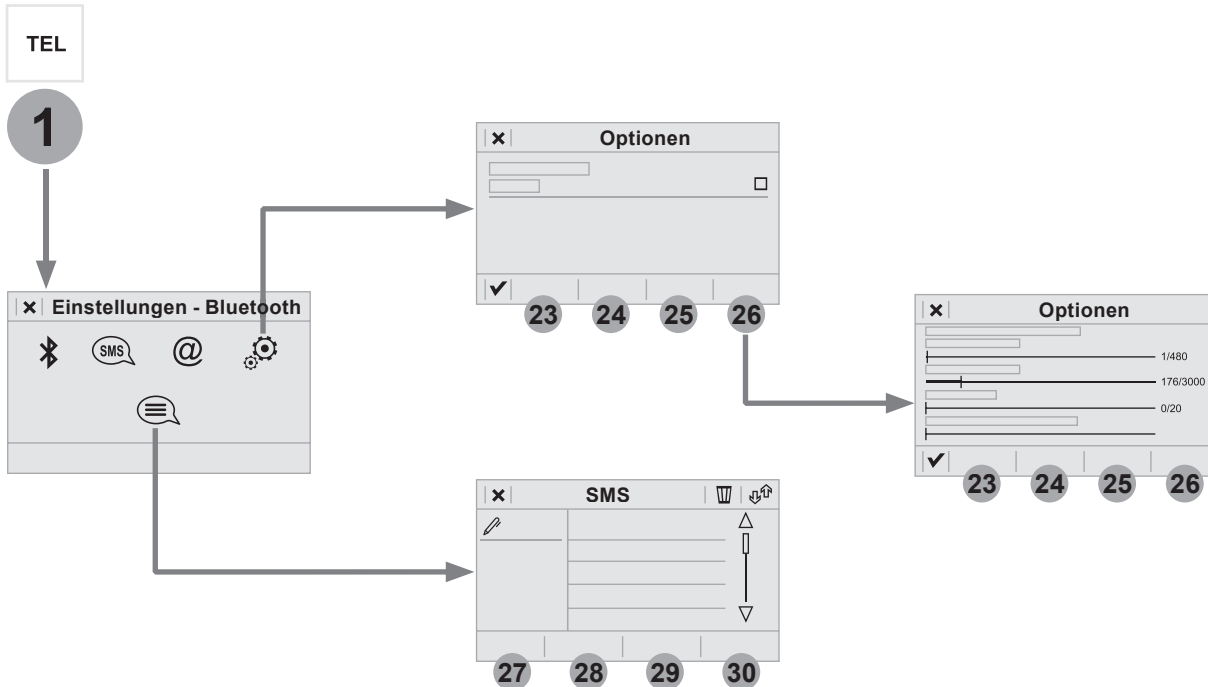 TEL
1
Optionen
23 24 25 26
Einstellungen - Bluetooth
SMS @
Optionen
1/480
176/3000
0/20
23 24 25 26
SMS
27 28 29 30